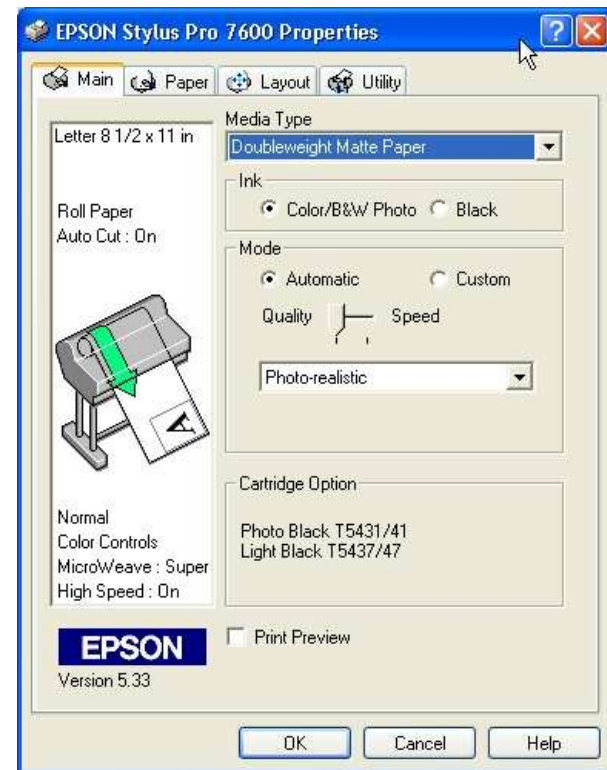 EPSON Stylus Pro 7600 Properties
Main Paper Layout Utility
Letter 8 1/2 x 11 in
Roll Paper
Auto Cut : On
A
Normal
Color Controls
MicroWeave : Super
High Speed : On
EPSON
Version 5.33
Media Type
Doubleweight Matte Paper
Ink
Color/B&W Photo Black
Mode
Automatic Custom
Quality Speed
Photo-realistic
Cartridge Option
Photo Black T5431/41
Light Black T5437/47
Print Preview
OK Cancel Help